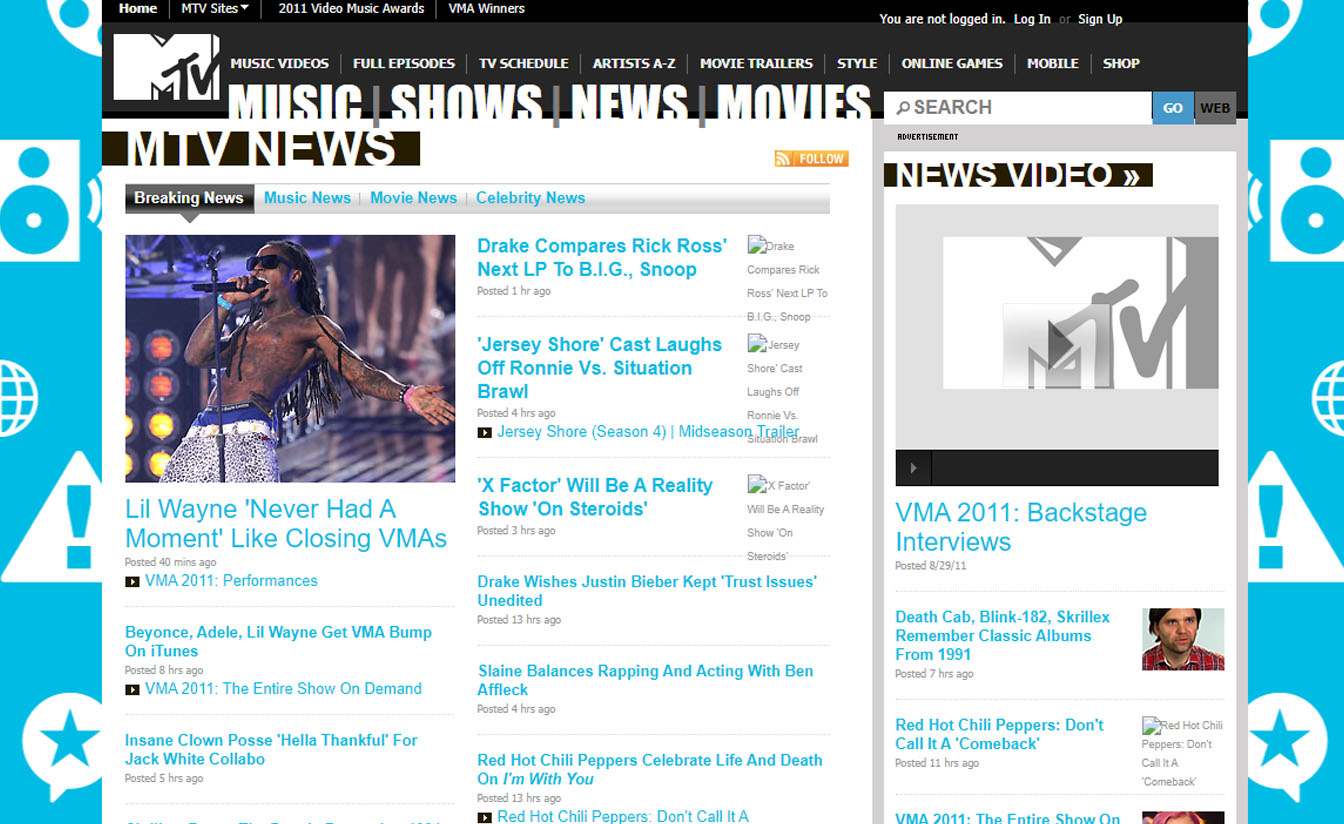 Home
MTV Sites
2011 Video Music Awards
VMA Winners
You are not logged in. Log In or Sign Up
MTV
MUSIC VIDEOS
FULL EPISODES
TV SCHEDULE
ARTISTS A-Z
MOVIE TRAILERS
STYLE
ONLINE GAMES
MOBILE
SHOP
MUSIC | SHOWS | NEWS | MOVIES
SEARCH
GO
WEB
MTV NEWS
FOLLOW
Breaking News
Music News
Movie News
Celebrity News
Lil Wayne 'Never Had A
Moment' Like Closing VMAs
Posted 40 mins ago
VMA 2011: Performances
Beyonce, Adele, Lil Wayne Get VMA Bump
On iTunes
Posted 8 hrs ago
VMA 2011: The Entire Show On Demand
Insane Clown Posse 'Hella Thankful' For
Jack White Collabo
Posted 5 hrs ago
Drake Compares Rick Ross'
Next LP To B.I.G., Snoop
Posted 1 hr ago
Drake
Compares Rick
Ross' Next LP To
B.I.G., Snoop
'Jersey Shore' Cast Laughs
Off Ronnie Vs. Situation
Brawl
Posted 4 hrs ago
Jersey Shore (Season 4) | Midseason Trailer
'Jersey
Shore' Cast
Laughs Off
Ronnie Vs.
Situation Brawl
'X Factor' Will Be A Reality
Show 'On Steroids'
Posted 3 hrs ago
'X Factor'
Will Be A Reality
Show 'On
Steroids'
Drake Wishes Justin Bieber Kept 'Trust Issues'
Unedited
Posted 13 hrs ago
Slaine Balances Rapping And Acting With Ben
Affleck
Posted 4 hrs ago
Red Hot Chili Peppers Celebrate Life And Death
On I'm With You
Posted 13 hrs ago
Red Hot Chili Peppers: Don't Call It A
ADVERTISEMENT
NEWS VIDEO »
MTV
VMA 2011: Backstage
Interviews
Posted 8/29/11
Death Cab, Blink-182, Skrillex
Remember Classic Albums
From 1991
Posted 7 hrs ago
Red Hot Chili Peppers: Don't
Call It A 'Comeback'
Posted 11 hrs ago
Red Hot Chili
Peppers: Don't
Call It A
'Comeback'
VMA 2011: The Entire Show On